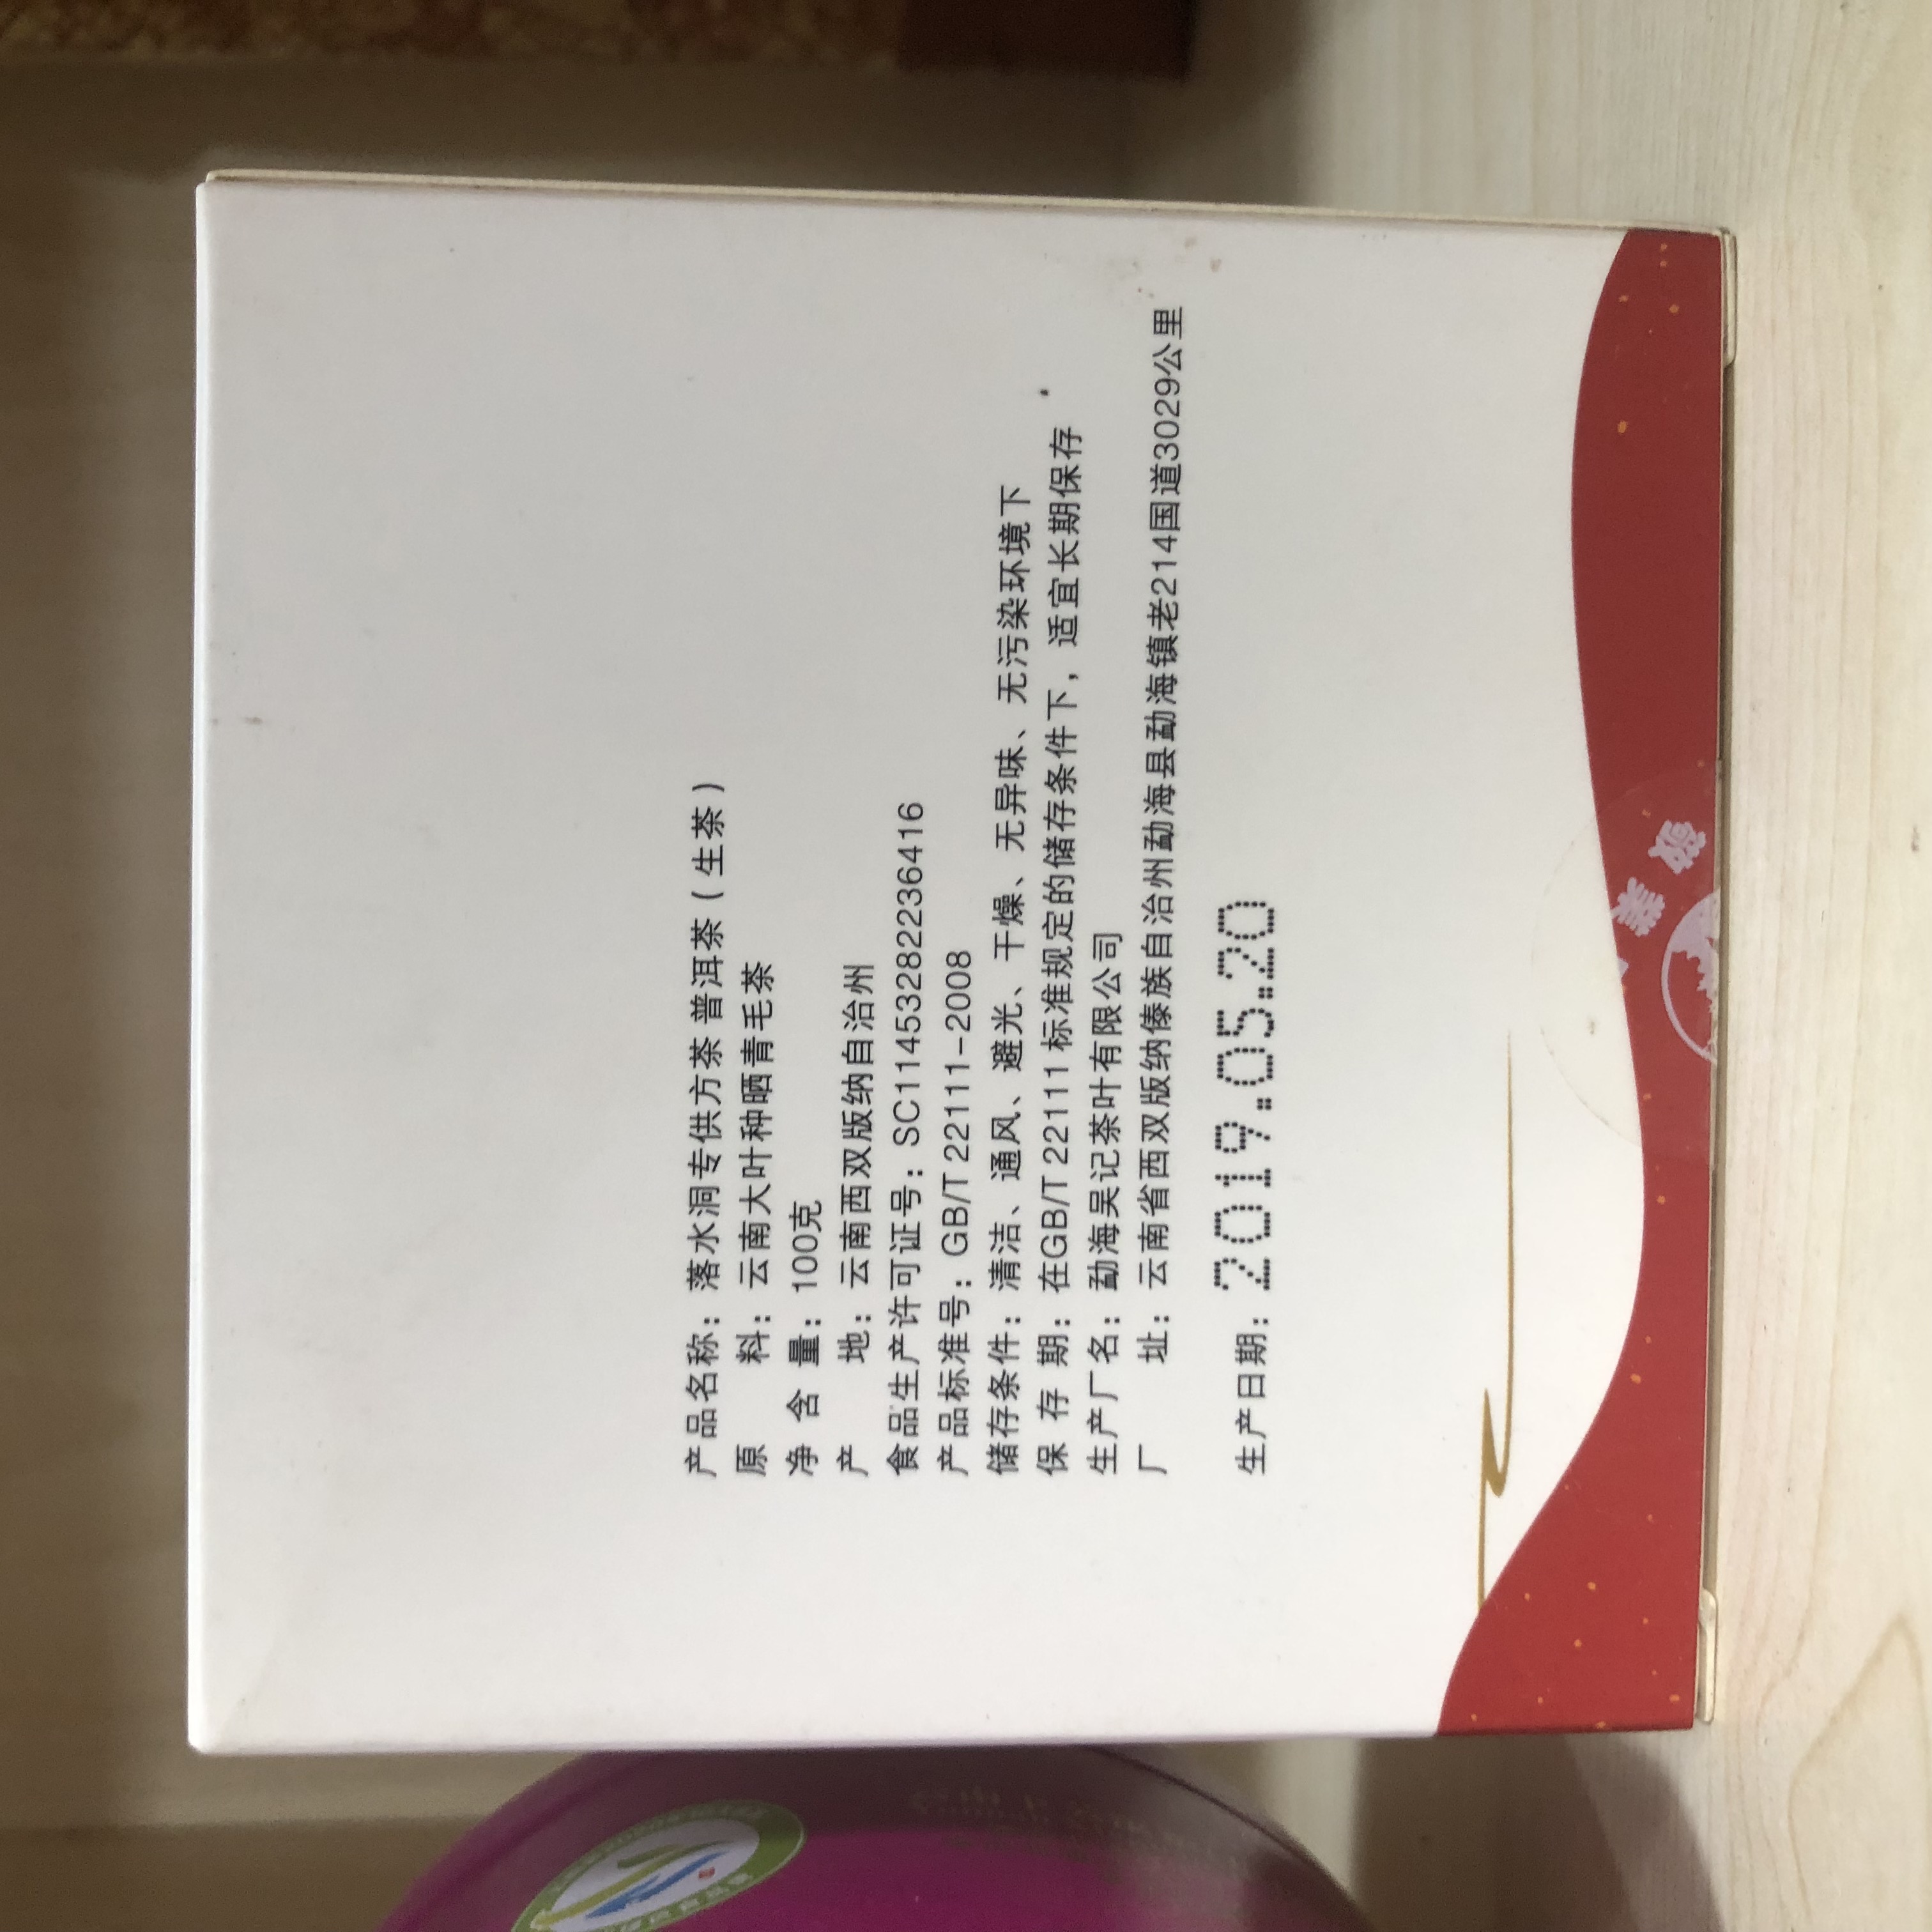 产品名称：落水洞专供方茶 普洱茶（生茶）
原 料：云南大叶种晒青毛茶
净 含 量：100克
产 地：云南西双版纳自治州
食品生产许可证号：SC11453282236416
产品标准号：GB/T 22111-2008
储存条件：清洁、通风、避光、干燥、无异味、无污染环境下
保 存 期：在GB/T 22111 标准规定的储存条件下，适宜长期保存
生产厂名：勐海吴记茶叶有限公司
厂 址：云南省西双版纳傣族自治州勐海县勐海镇老214国道3029公里
生产日期：2019.05.20